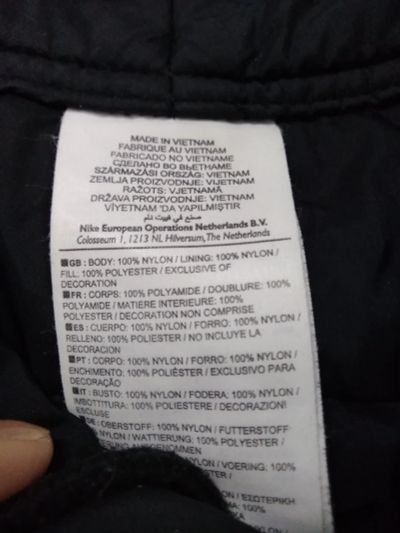 MADE IN VIETNAM
FABRIQUE AU VIETNAM
FABRICADO NO VIETNAME
СДЕЛАНО ВО ВЬЕТНАМЕ
SZÁRMAZÁSI ORSZÁG: VIETNAM
ZEMLJA PROIZVODNJE: VIJETNAM
RAŽOTS: VJETNAMĀ
DRŽAVA PROIZVODNJE: VIETNAM
VİYETNAM 'DA YAPILMIŞTIR
صنع في فييت نام
Nike European Operations Netherlands B.V.
Colosseum 1, 1213 NL Hilversum, The Netherlands
GB: BODY: 100% NYLON / LINING: 100% NYLON /
FILL: 100% POLYESTER / EXCLUSIVE OF
DECORATION
FR: CORPS: 100% POLYAMIDE / DOUBLURE: 100%
POLYAMIDE / MATIERE INTERIEURE: 100%
POLYESTER / DECORATION NON COMPRISE
ES: CUERPO: 100% NYLON / FORRO: 100% NYLON /
RELLENO: 100% POLIESTER / NO INCLUYE LA
DECORACION
PT: CORPO: 100% NYLON / FORRO: 100% NYLON /
ENCHIMENTO: 100% POLIÉSTER / EXCLUSIVO PARA
DECORAÇÃO
IT: BUSTO: 100% NYLON / FODERA: 100% NYLON /
IMBOTTITURA: 100% POLIESTERE / DECORAZIONI
ESCLUSE
DE: OBERSTOFF: 100% NYLON / FUTTERSTOFF
100% NYLON / WATTIERUNG: 100% POLYESTER /
AUSGENOMMEN
NYLON / VOERING: 100%